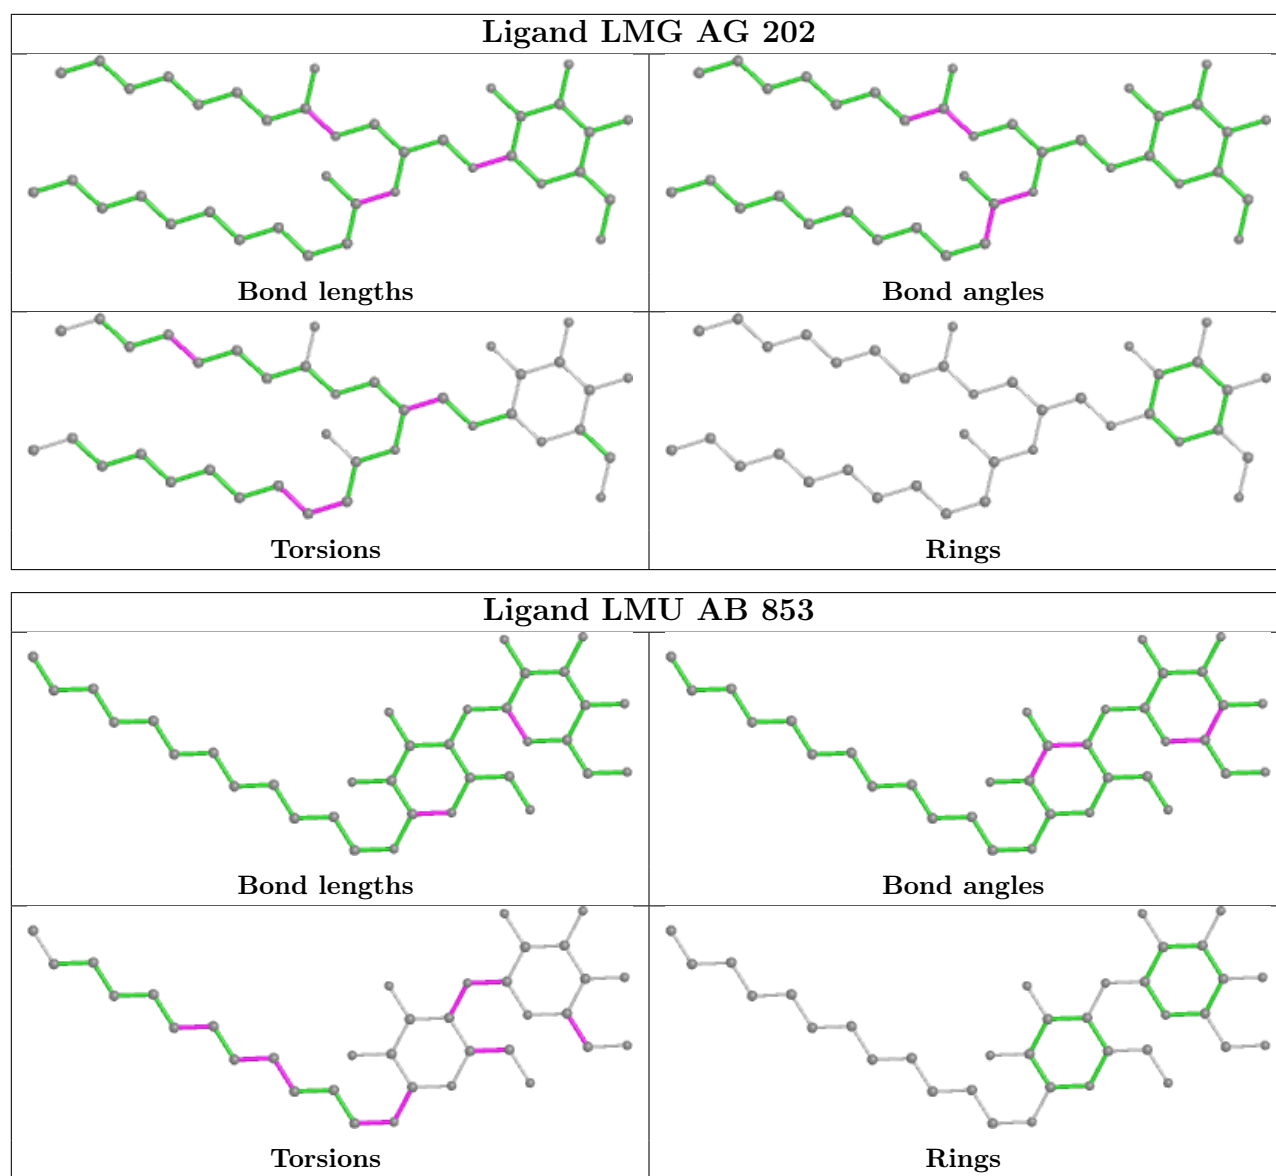 Ligand LMG AG 202
Bond lengths
Bond angles
Torsions
Rings
Ligand LMU AB 853
Bond lengths
Bond angles
Torsions
Rings